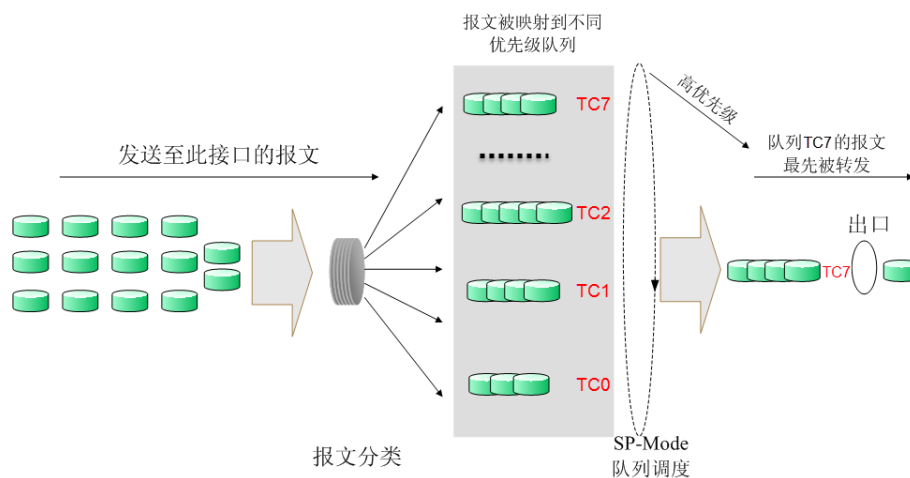 报文被映射到不同
优先级队列
发送至此接口的报文
TC7
TC2
TC1
TC0
高优先级
队列TC7的报文
最先被转发
出口
TC7
报文分类
SP-Mode
队列调度